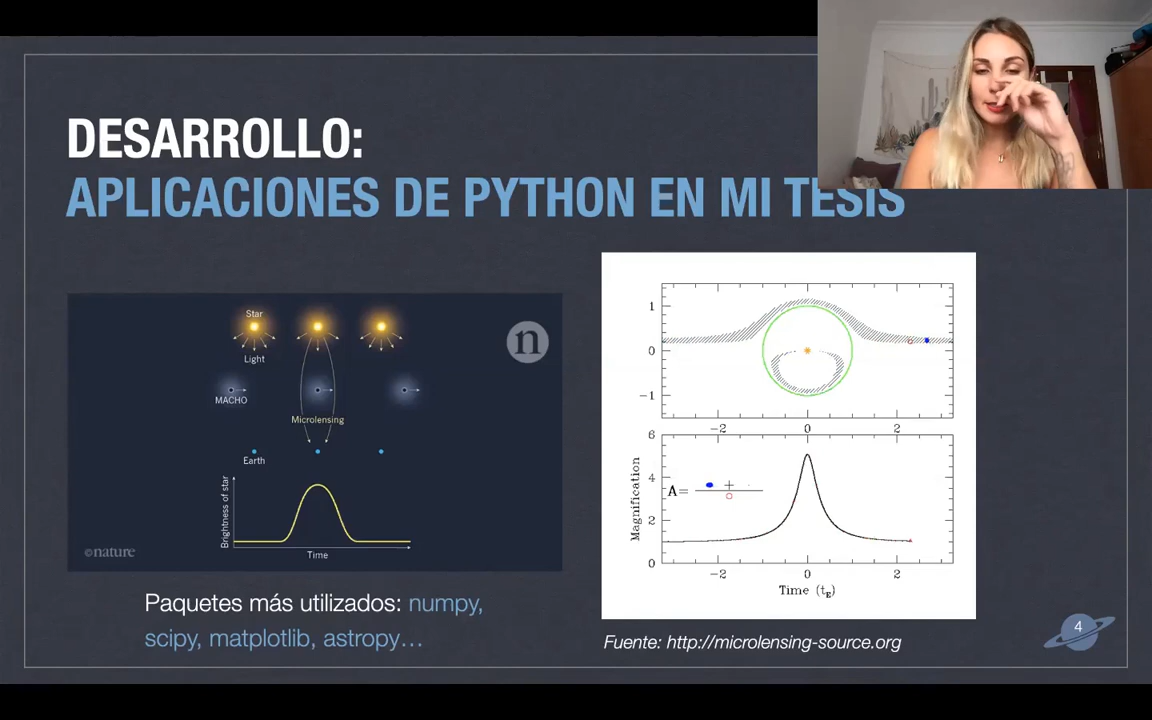 DESARROLLO:
APLICACIONES DE PYTHON EN MI TESIS
Star
Light
MACHO
Microlensing
Earth
Brightness of star
Time
©nature
n
Paquetes más utilizados: numpy,
scipy, matplotlib, astropy…
1
0
−1
−2 0 2
6
4
2
0
Magnification
A=
−2 0 2
Time (tE)
Fuente: http://microlensing-source.org
4